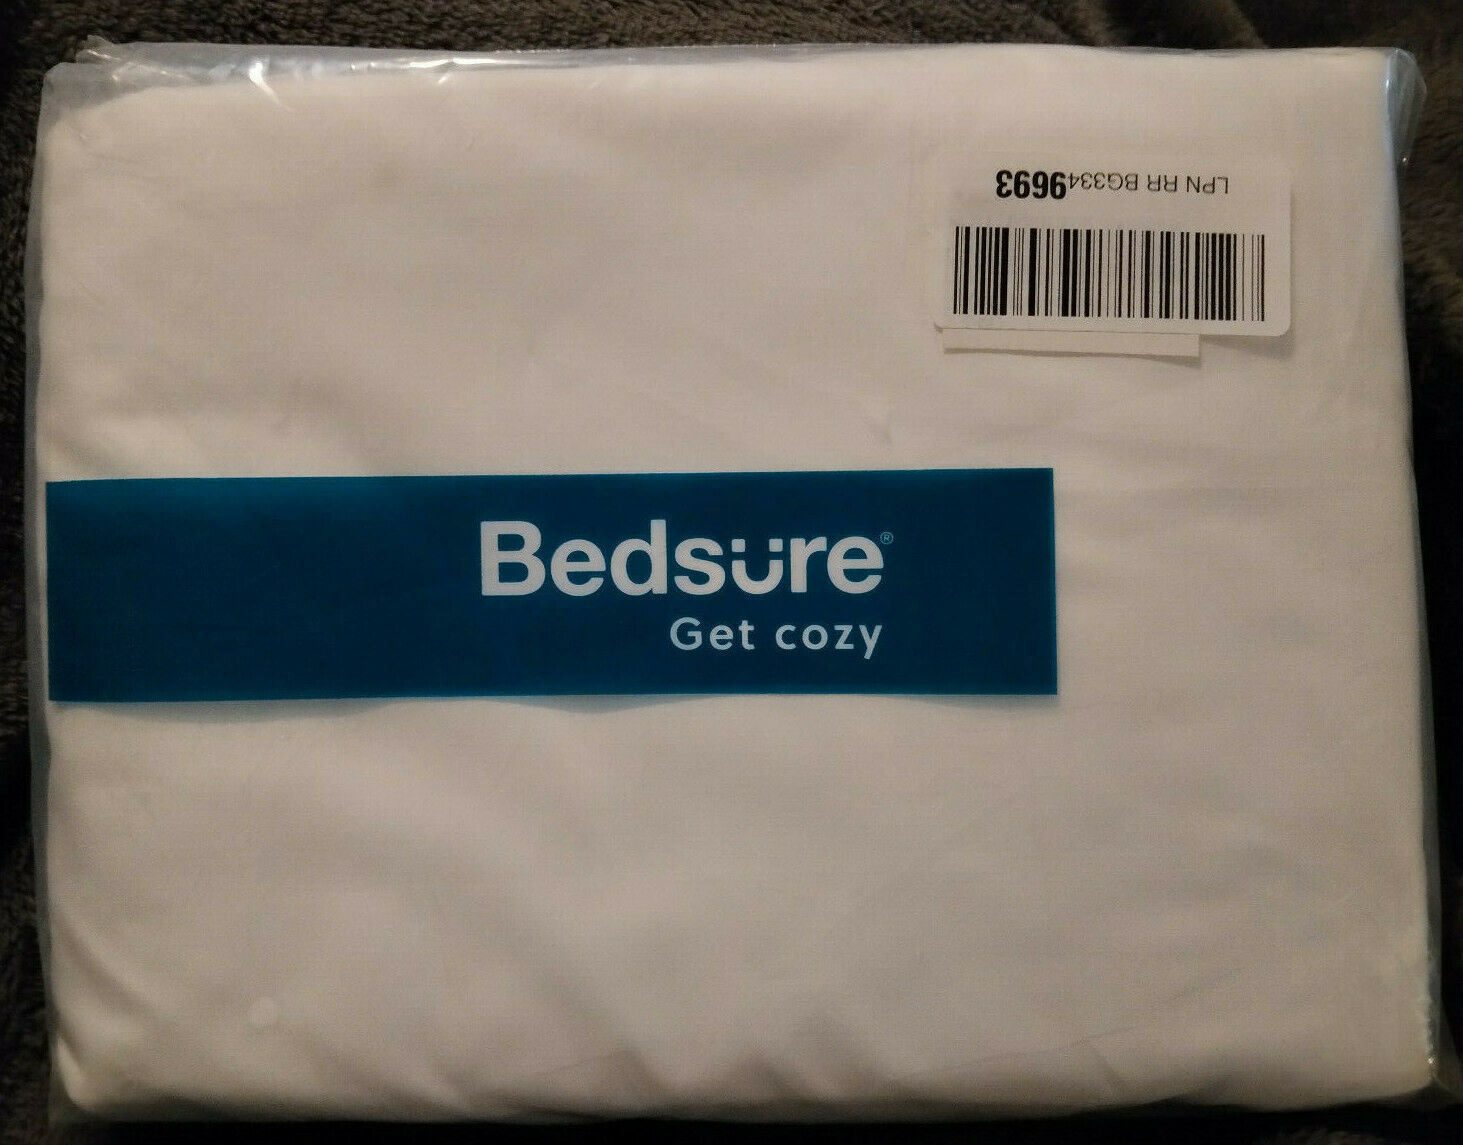 LPN RR BG3349693
Bedsure®
Get cozy